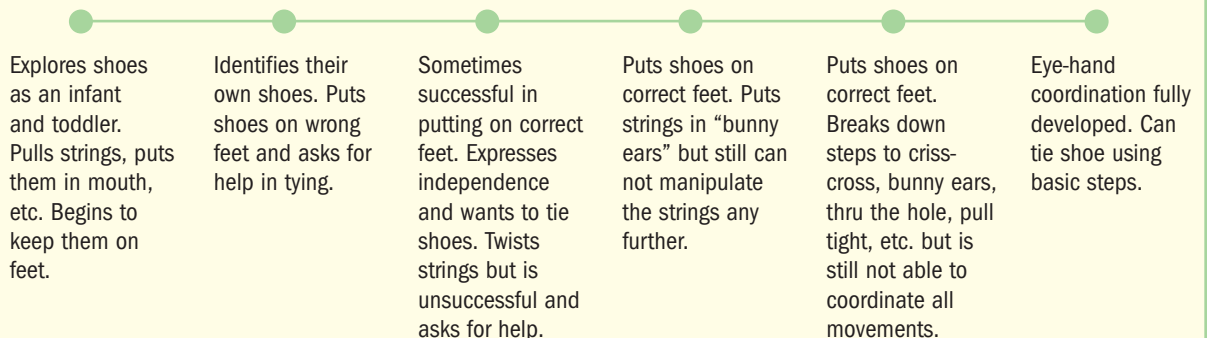 Explores shoes
as an infant
and toddler.
Pulls strings, puts
them in mouth,
etc. Begins to
keep them on
feet.
Identifies their
own shoes. Puts
shoes on wrong
feet and asks for
help in tying.
Sometimes
successful in
putting on correct
feet. Expresses
independence
and wants to tie
shoes. Twists
strings but is
unsuccessful and
asks for help.
Puts shoes on
correct feet. Puts
strings in “bunny
ears” but still can
not manipulate
the strings any
further.
Puts shoes on
correct feet.
Breaks down
steps to criss-
cross, bunny ears,
thru the hole, pull
tight, etc. but is
still not able to
coordinate all
movements.
Eye-hand
coordination fully
developed. Can
tie shoe using
basic steps.